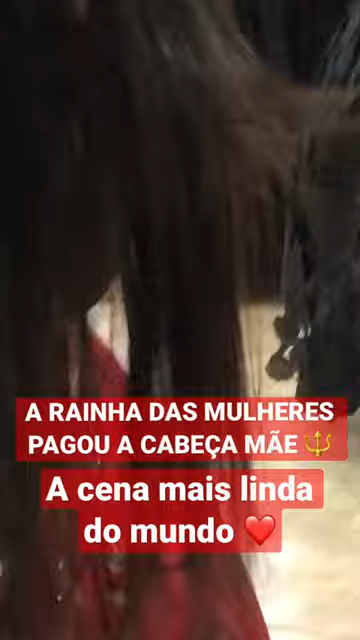 A RAINHA DAS MULHERES
PAGOU A CABEÇA MÃE 🔱
A cena mais linda
do mundo ❤️